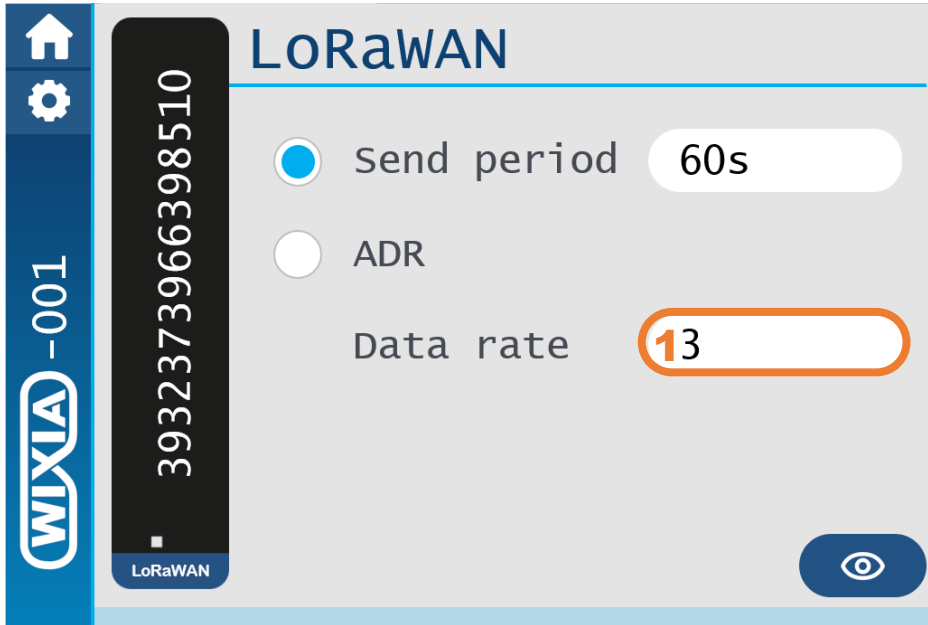 LoRaWAN
Send period 60s
ADR
Data rate 13
3932373966398510
LoRaWAN
WIXIA -001